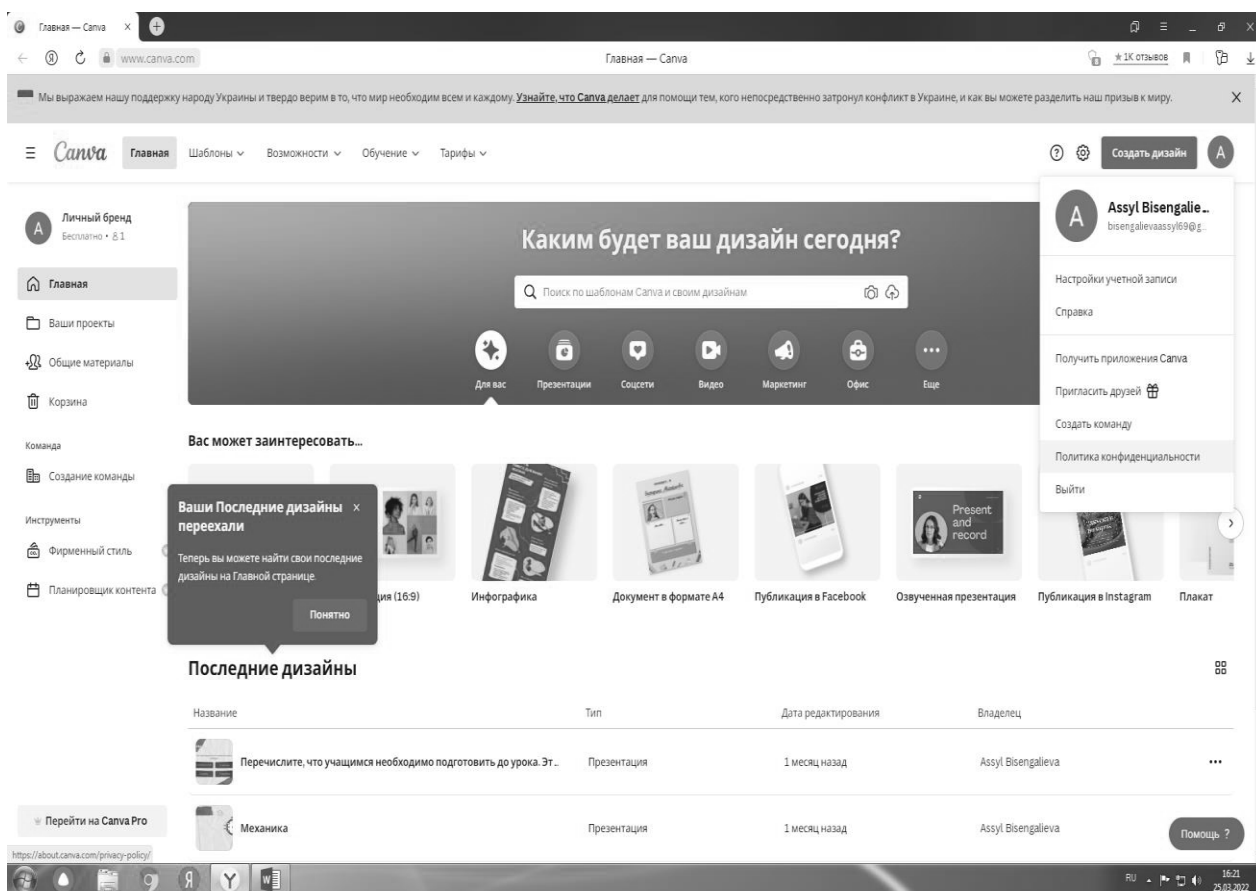 Главная — Canva
www.canva.com
Главная — Canva
★ 1К отзывов
Мы выражаем нашу поддержку народу Украины и твердо верим в то, что мир необходим всем и каждому. Узнайте, что Canva делает для помощи тем, кого непосредственно затронул конфликт в Украине, и как вы можете разделить наш призыв к миру.
Canva
Главная
Шаблоны
Возможности
Обучение
Тарифы
Создать дизайн
A
A
Личный бренд
Бесплатно • 1
Главная
Ваши проекты
Общие материалы
Корзина
Команда
Создание команды
Инструменты
Фирменный стиль
Планировщик контента
Перейти на Canva Pro
https://about.canva.com/privacy-policy/
Каким будет ваш дизайн сегодня?
Поиск по шаблонам Canva и своим дизайнам
Для вас
Презентации
Соцсети
Видео
Маркетинг
Офис
Еще
A
Assyl Bisengalie...
bisengalievaassyl69@g...
Настройки учетной записи
Справка
Получить приложения Canva
Пригласить друзей
Создать команду
Политика конфиденциальности
Выйти
Вас может заинтересовать...
Present
and
record
(16:9)
Инфографика
Документ в формате А4
Публикация в Facebook
Озвученная презентация
Публикация в Instagram
Плакат
Ваши Последние дизайны
переехали
Теперь вы можете найти свои последние
дизайны на Главной странице.
Понятно
Последние дизайны
Название
Тип
Дата редактирования
Владелец
Перечислите, что учащимся необходимо подготовить до урока. Эт...
Презентация
1 месяц назад
Assyl Bisengalieva
Механика
Презентация
1 месяц назад
Assyl Bisengalieva
Помощь ?
RU
16:21
25.03.2022